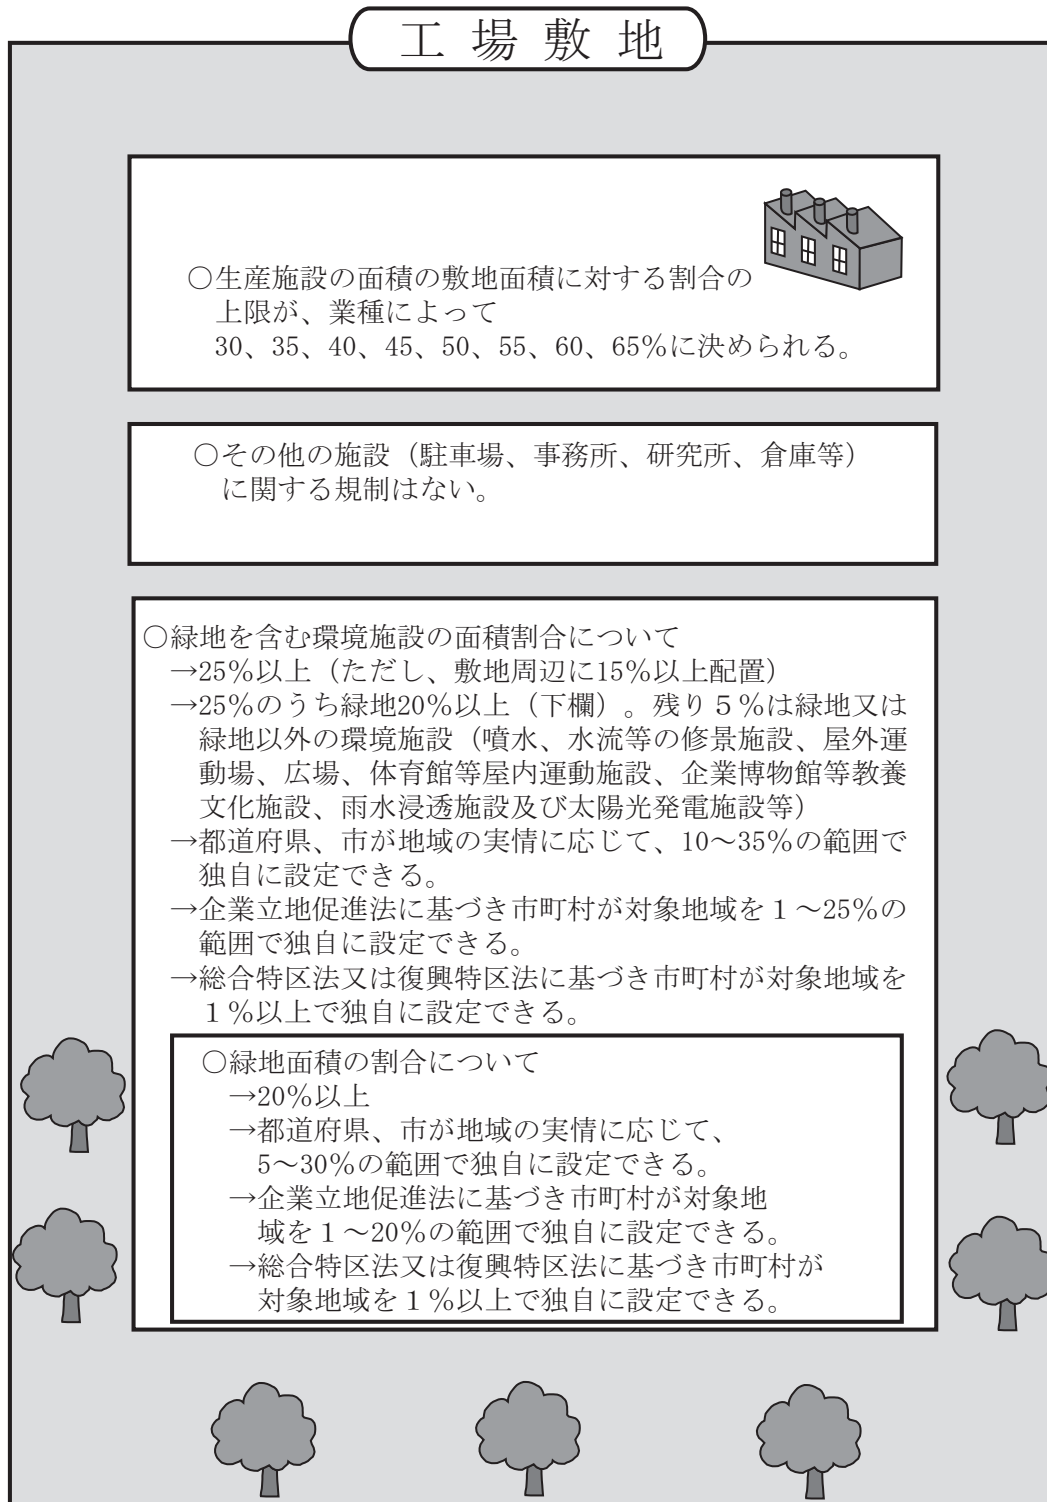 工場敷地
○生産施設の面積の敷地面積に対する割合の
上限が、業種によって
30、35、40、45、50、55、60、65%に決められる。
○その他の施設（駐車場、事務所、研究所、倉庫等）
に関する規制はない。
○緑地を含む環境施設の面積割合について
→25%以上（ただし、敷地周辺に15%以上配置）
→25%のうち緑地20%以上（下欄）。残り５%は緑地又は
緑地以外の環境施設（噴水、水流等の修景施設、屋外運
動場、広場、体育館等屋内運動施設、企業博物館等教養
文化施設、雨水浸透施設及び太陽光発電施設等）
→都道府県、市が地域の実情に応じて、10～35%の範囲で
独自に設定できる。
→企業立地促進法に基づき市町村が対象地域を１～25%の
範囲で独自に設定できる。
→総合特区法又は復興特区法に基づき市町村が対象地域を
１%以上で独自に設定できる。
○緑地面積の割合について
→20%以上
→都道府県、市が地域の実情に応じて、
5～30%の範囲で独自に設定できる。
→企業立地促進法に基づき市町村が対象地
域を１～20%の範囲で独自に設定できる。
→総合特区法又は復興特区法に基づき市町村が
対象地域を１%以上で独自に設定できる。